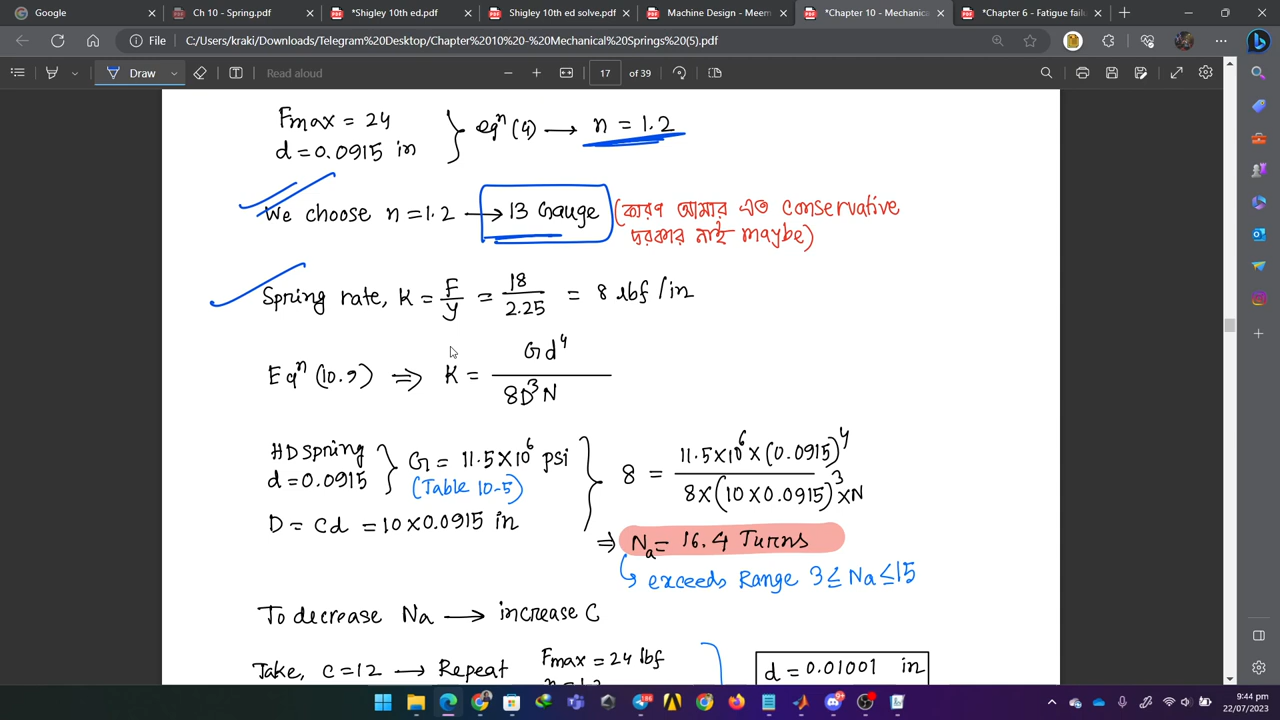 Google
Ch 10 - Spring.pdf
*Shigley 10th ed.pdf
Shigley 10th ed solve.pdf
Machine Design - Meem
*Chapter 10 - Mechanica
*Chapter 6 - Fatigue failu
File
C:/Users/kraki/Downloads/Telegram%20Desktop/Chapter%2010%20-%20Mechanical%20Springs%20(5).pdf
Draw
Read aloud
17 of 39
Fmax = 24
d = 0.0915 in
eqⁿ (4) → n = 1.2
We choose n = 1.2 → 13 Gauge (কারণ আমার এত conservative
দরকার নাই maybe)
Spring rate, K = F/y = 18/2.25 = 8 lbf/in
Eqⁿ (10.9) ⇒ K = Gd⁴/8D³N
HD spring
d = 0.0915
G = 11.5×10⁶ psi
(Table 10-5)
D = Cd = 10×0.0915 in
8 = 11.5×10⁶×(0.0915)⁴/8×(10×0.0915)³×N
⇒ Na = 16.4 Turns
exceeds Range 3 ≤ Na ≤ 15
To decrease Na → increase C
Take, C = 12 → Repeat
Fmax = 24 lbf
n = 1.2
d = 0.01001 in
9:44 pm
22/07/2023